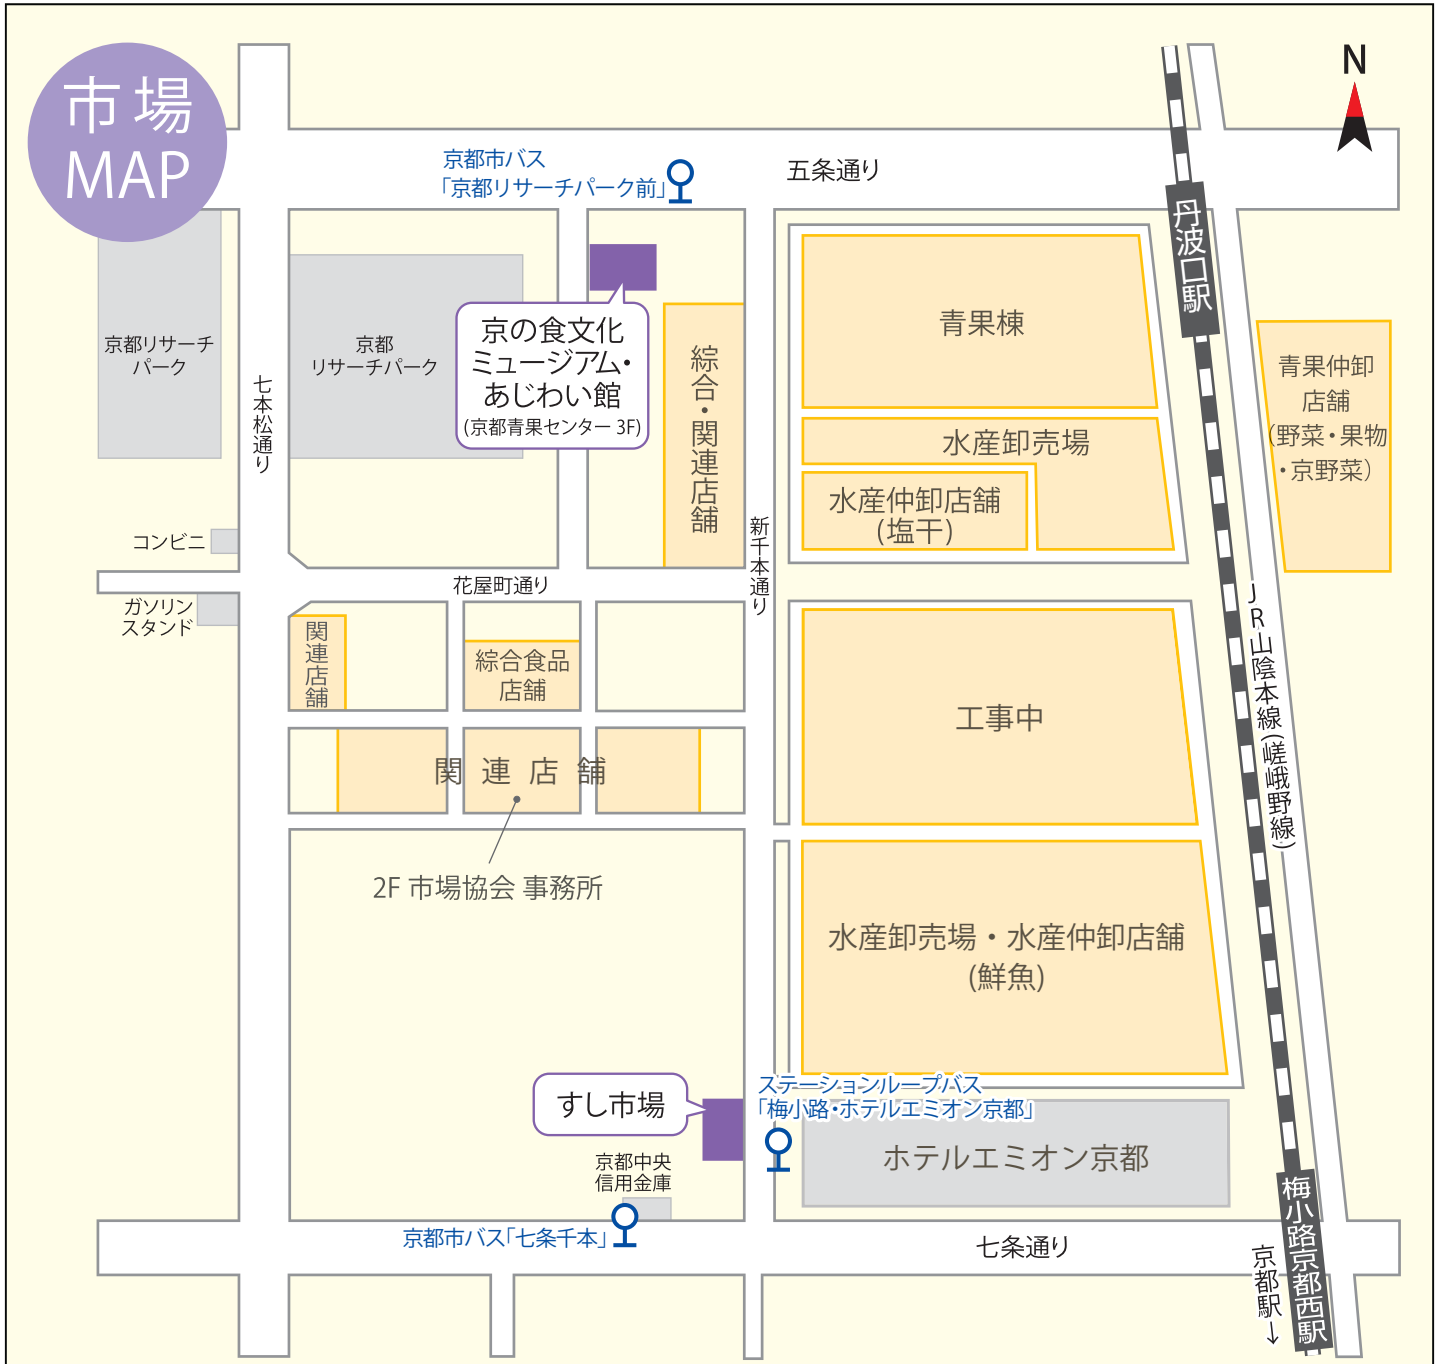 市場
MAP
N
京都市バス
「京都リサーチパーク前」
五条通り
丹波口駅
京都リサーチ
パーク
京都
リサーチパーク
京の食文化
ミュージアム・
あじわい館
(京都青果センター 3F)
綜合・関連店舗
青果棟
水産卸売場
水産仲卸店舗
(塩干)
青果仲卸
店舗
(野菜・果物
・京野菜)
七本松通り
新千本通り
コンビニ
花屋町通り
ガソリン
スタンド
関連店舗
綜合食品
店舗
工事中
JR山陰本線(嵯峨野線)
関連店舗
2F 市場協会 事務所
水産卸売場・水産仲卸店舗
(鮮魚)
すし市場
ステーションループバス
「梅小路・ホテルエミオン京都」
ホテルエミオン京都
京都中央
信用金庫
京都市バス「七条千本」
七条通り
梅小路京都西駅
京都駅→